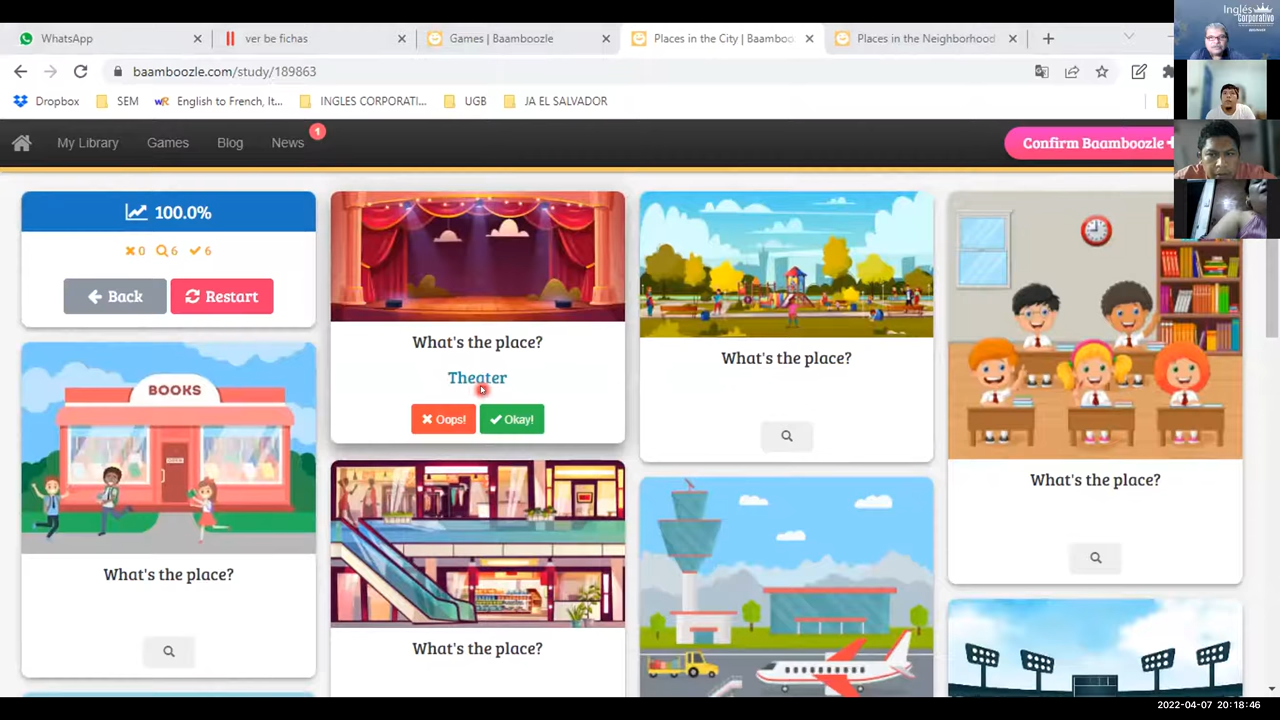 WhatsApp
ver be fichas
Games | Baamboozle
Places in the City | Baamboo
Places in the Neighborhood
baamboozle.com/study/189863
Dropbox
SEM
English to French, It...
INGLES CORPORATI...
UGB
JA EL SALVADOR
My Library
Games
Blog
News
1
Confirm Baamboozle+
Inglés
Corporativo
100.0%
0 6 6
Back
Restart
BOOKS
What's the place?
What's the place?
Theater
Oops!
Okay!
What's the place?
What's the place?
What's the place?
2022-04-07 20:18:46